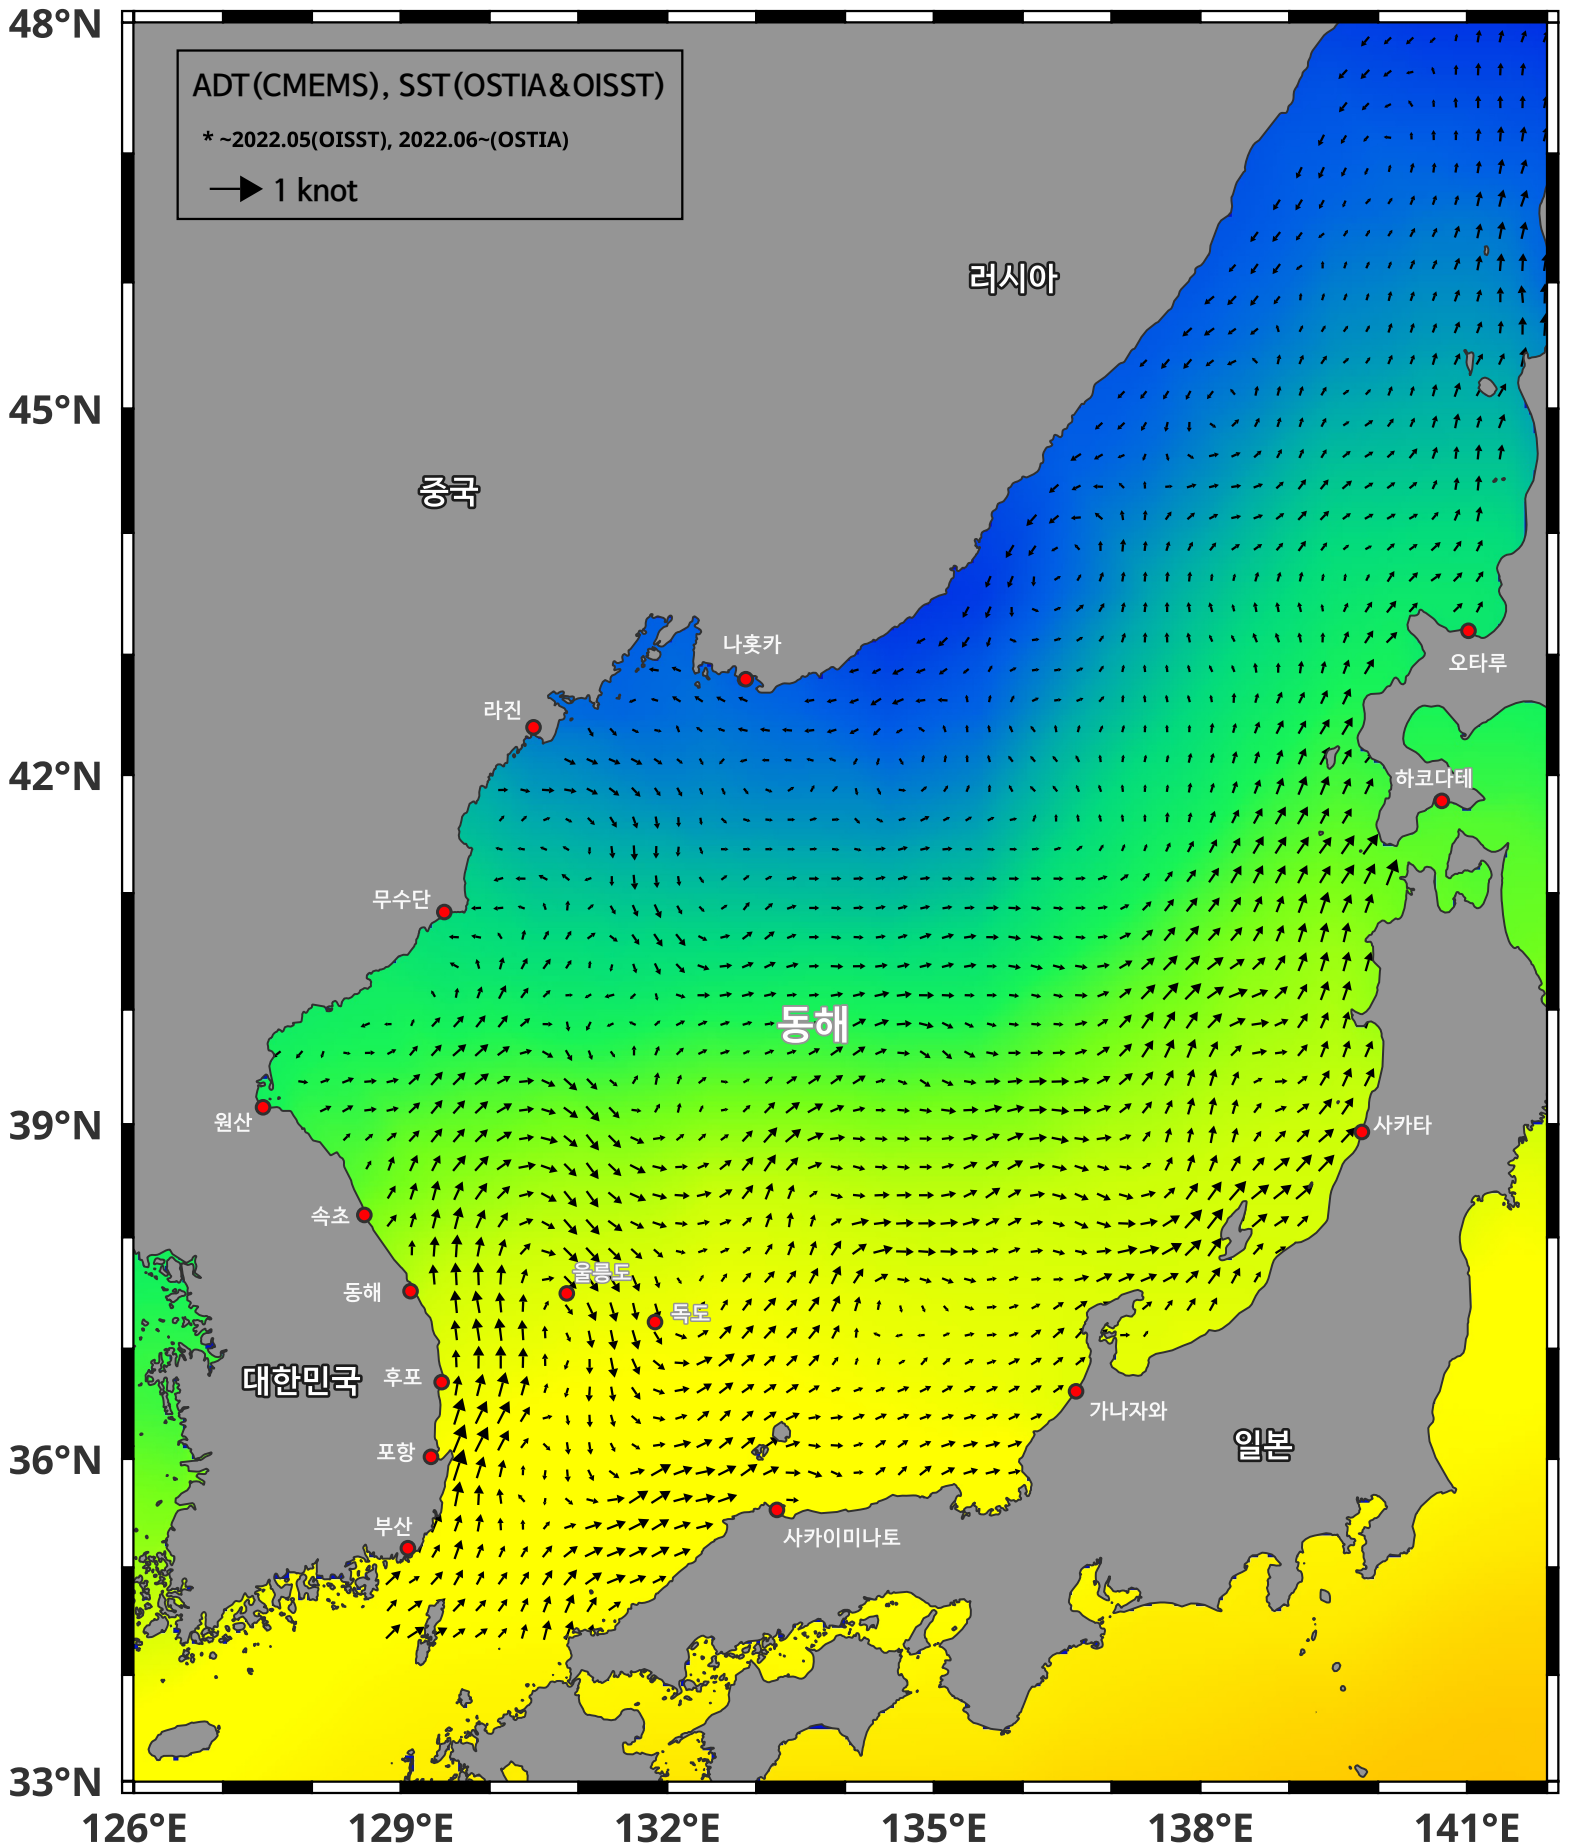 48°N
ADT(CMEMS), SST(OSTIA&OISST)
* ~2022.05(OISST), 2022.06~(OSTIA)
1 knot
러시아
45°N
중국
나홋카
오타루
라진
42°N
하코다테
무수단
동해
39°N
원산
사카타
속초
울릉도
동해
독도
대한민국
후포
가나자와
일본
포항
36°N
부산
사카이미나토
33°N
126°E 129°E 132°E 135°E 138°E 141°E